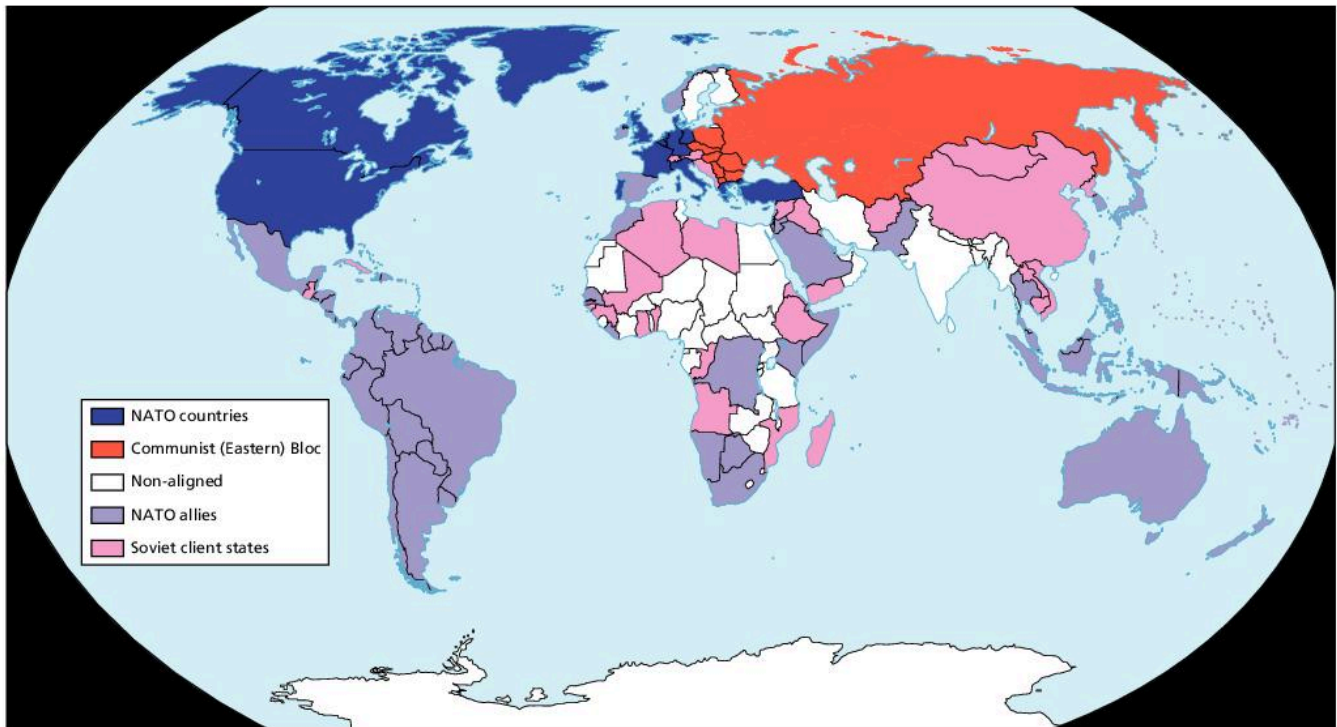 NATO countries
Communist (Eastern) Bloc
Non-aligned
NATO allies
Soviet client states